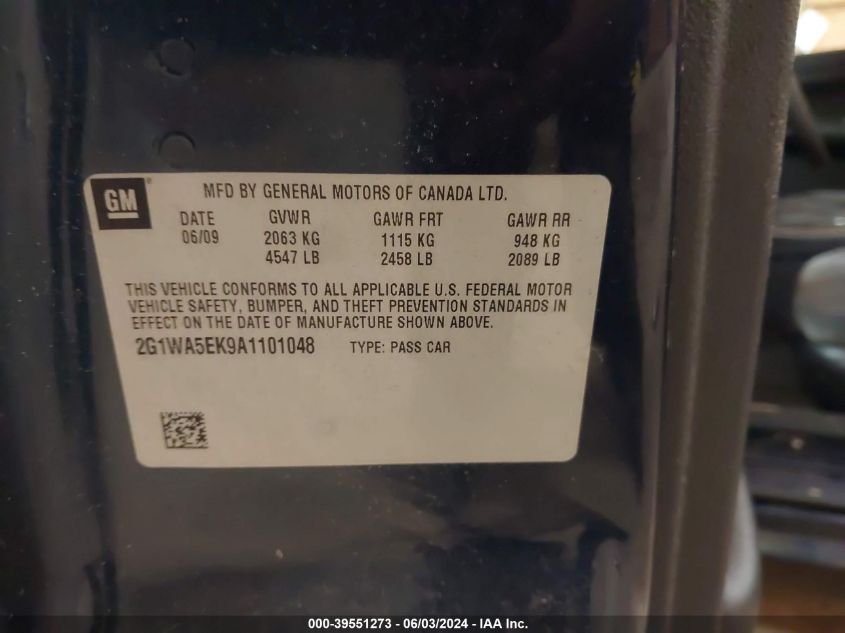 GM
MFD BY GENERAL MOTORS OF CANADA LTD.
DATE GVWR GAWR FRT GAWR RR
06/09 2063 KG 1115 KG 948 KG
4547 LB 2458 LB 2089 LB
THIS VEHICLE CONFORMS TO ALL APPLICABLE U.S. FEDERAL MOTOR
VEHICLE SAFETY, BUMPER, AND THEFT PREVENTION STANDARDS IN
EFFECT ON THE DATE OF MANUFACTURE SHOWN ABOVE.
2G1WA5EK9A1101048 TYPE: PASS CAR
000-39551273 - 06/03/2024 - IAA Inc.